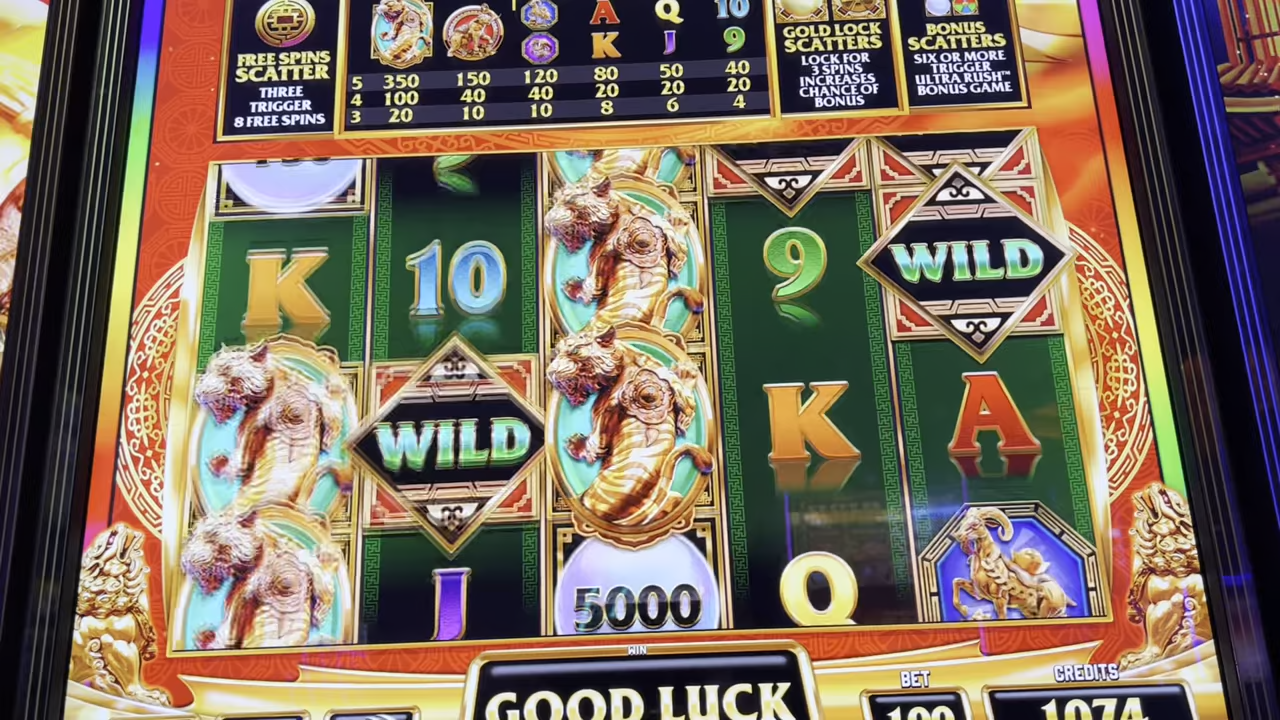 FREE SPINS
SCATTER
THREE
TRIGGER
8 FREE SPINS
A Q 10
K J 9
5 350 150 120 80 50 40
4 100 40 40 20 20 20
3 20 10 10 8 6 4
GOLD LOCK
SCATTERS
LOCK FOR
3 SPINS
INCREASES
CHANCE OF
BONUS
BONUS
SCATTERS
SIX OR MORE
TRIGGER
ULTRA RUSH™
BONUS GAME
K 10 9 WILD
WILD K A
J 5000 Q
WIN
GOOD LUCK
BET
100
CREDITS
1074